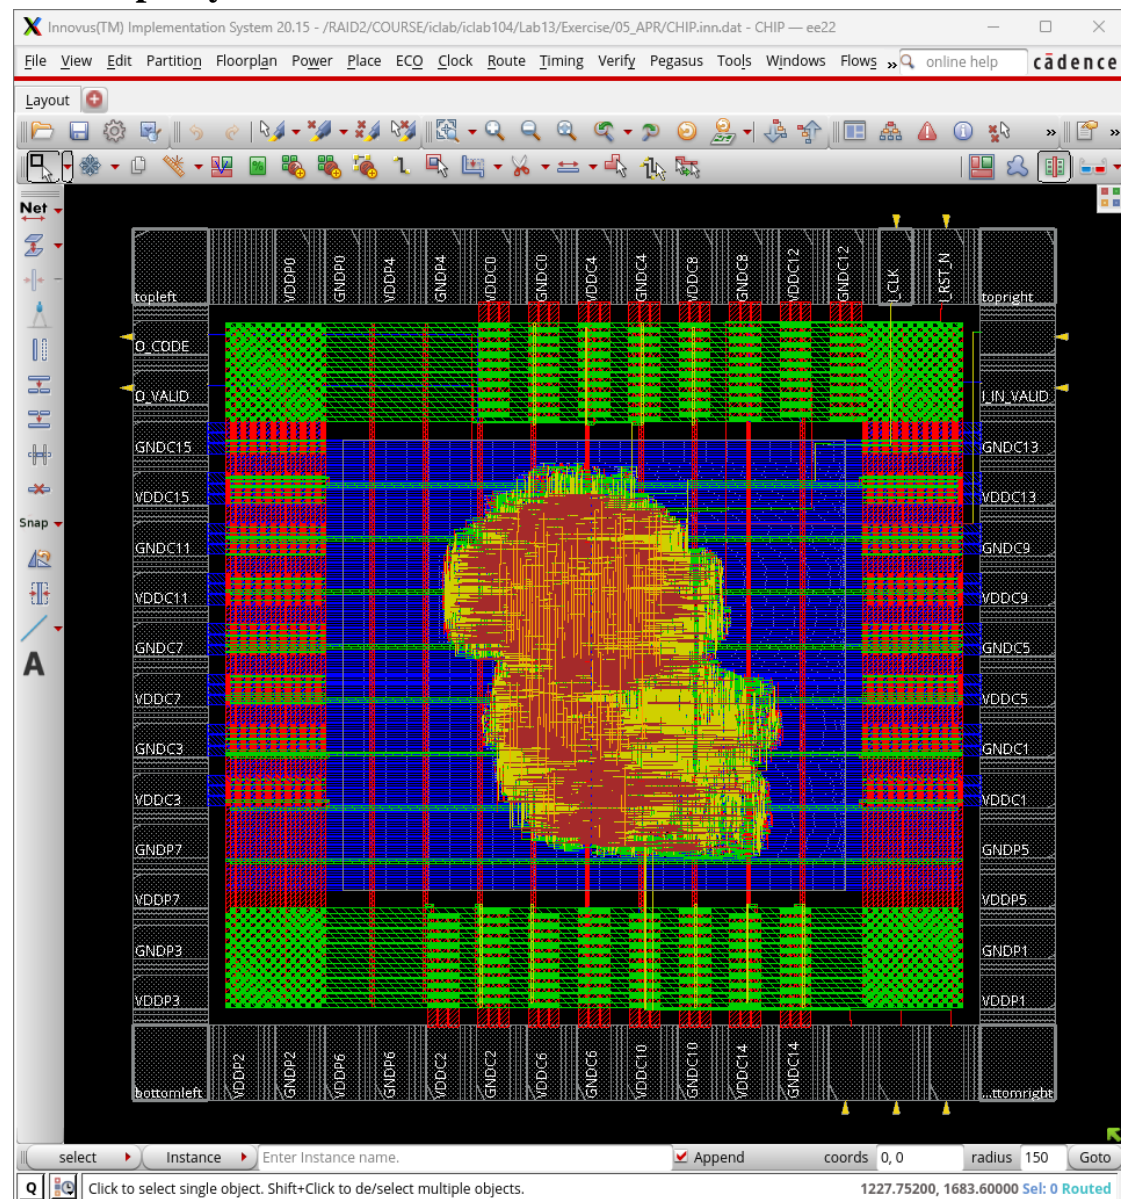 Innovus(TM) Implementation System 20.15 - /RAID2/COURSE/iclab/iclab104/Lab13/Exercise/05_APR/CHIP.inn.dat - CHIP — ee22
File View Edit Partition Floorplan Power Place ECO Clock Route Timing Verify Pegasus Tools Windows Flows » online help cādence
Layout
Net
Snap
A
VDDP0 GNDP0 VDDP4 GNDP4 VDDC0 GNDC0 VDDC4 GNDC4 VDDC8 GNDC8 VDDC12 GNDC12 I_CLK I_RST_N
topleft topright
O_CODE
O_VALID I_IN_VALID
GNDC15 GNDC13
VDDC15 VDDC13
GNDC11 GNDC9
VDDC11 VDDC9
GNDC7 GNDC5
VDDC7 VDDC5
GNDC3 GNDC1
VDDC3 VDDC1
GNDP7 GNDP5
VDDP7 VDDP5
GNDP3 GNDP1
VDDP3 VDDP1
VDDP2 GNDP2 VDDP6 GNDP6 VDDC2 GNDC2 VDDC6 GNDC6 VDDC10 GNDC10 VDDC14 GNDC14
bottomleft ...ttomright
select Instance Enter Instance name. Append coords 0, 0 radius 150 Goto
Q Click to select single object. Shift+Click to de/select multiple objects. 1227.75200, 1683.60000 Sel: 0 Routed